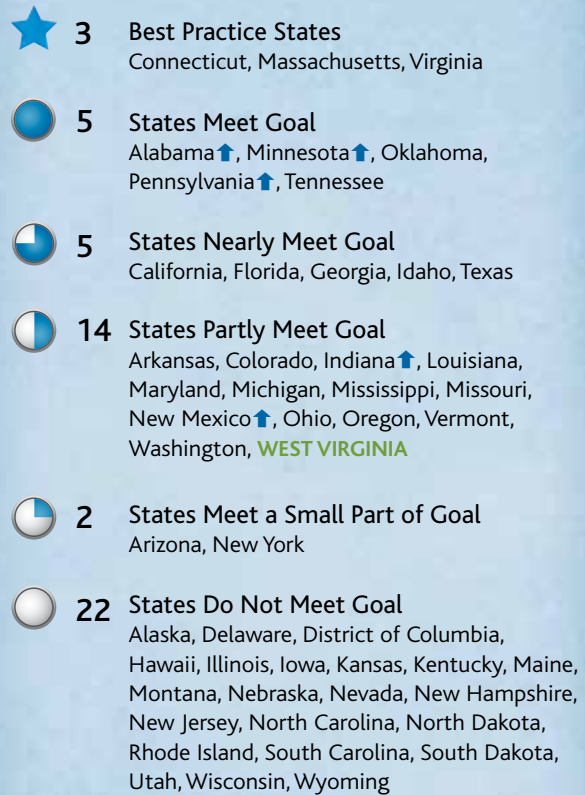 3 Best Practice States
Connecticut, Massachusetts, Virginia
5 States Meet Goal
Alabama⬆, Minnesota⬆, Oklahoma,
Pennsylvania⬆, Tennessee
5 States Nearly Meet Goal
California, Florida, Georgia, Idaho, Texas
14 States Partly Meet Goal
Arkansas, Colorado, Indiana⬆, Louisiana,
Maryland, Michigan, Mississippi, Missouri,
New Mexico⬆, Ohio, Oregon, Vermont,
Washington, WEST VIRGINIA
2 States Meet a Small Part of Goal
Arizona, New York
22 States Do Not Meet Goal
Alaska, Delaware, District of Columbia,
Hawaii, Illinois, Iowa, Kansas, Kentucky, Maine,
Montana, Nebraska, Nevada, New Hampshire,
New Jersey, North Carolina, North Dakota,
Rhode Island, South Carolina, South Dakota,
Utah, Wisconsin, Wyoming